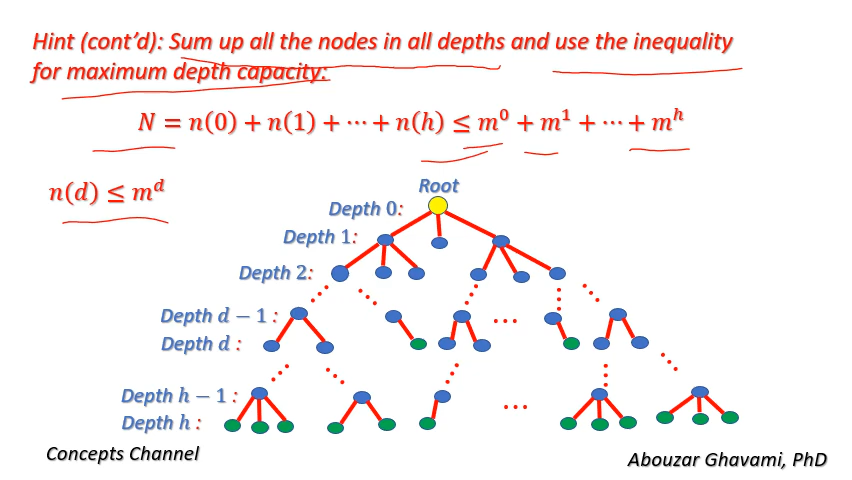 Hint (cont'd): Sum up all the nodes in all depths and use the inequality
for maximum depth capacity:
N = n(0) + n(1) + ⋯ + n(h) ≤ m⁰ + m¹ + ⋯ + mʰ
n(d) ≤ mᵈ
Root
Depth 0:
Depth 1:
Depth 2:
Depth d − 1 :
Depth d :
Depth h − 1 :
Depth h :
Concepts Channel
Abouzar Ghavami, PhD